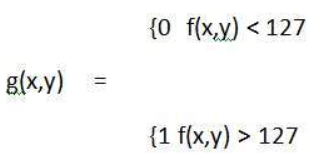 {0 f(x,y) < 127
g(x,y) =
{1 f(x,y) > 127